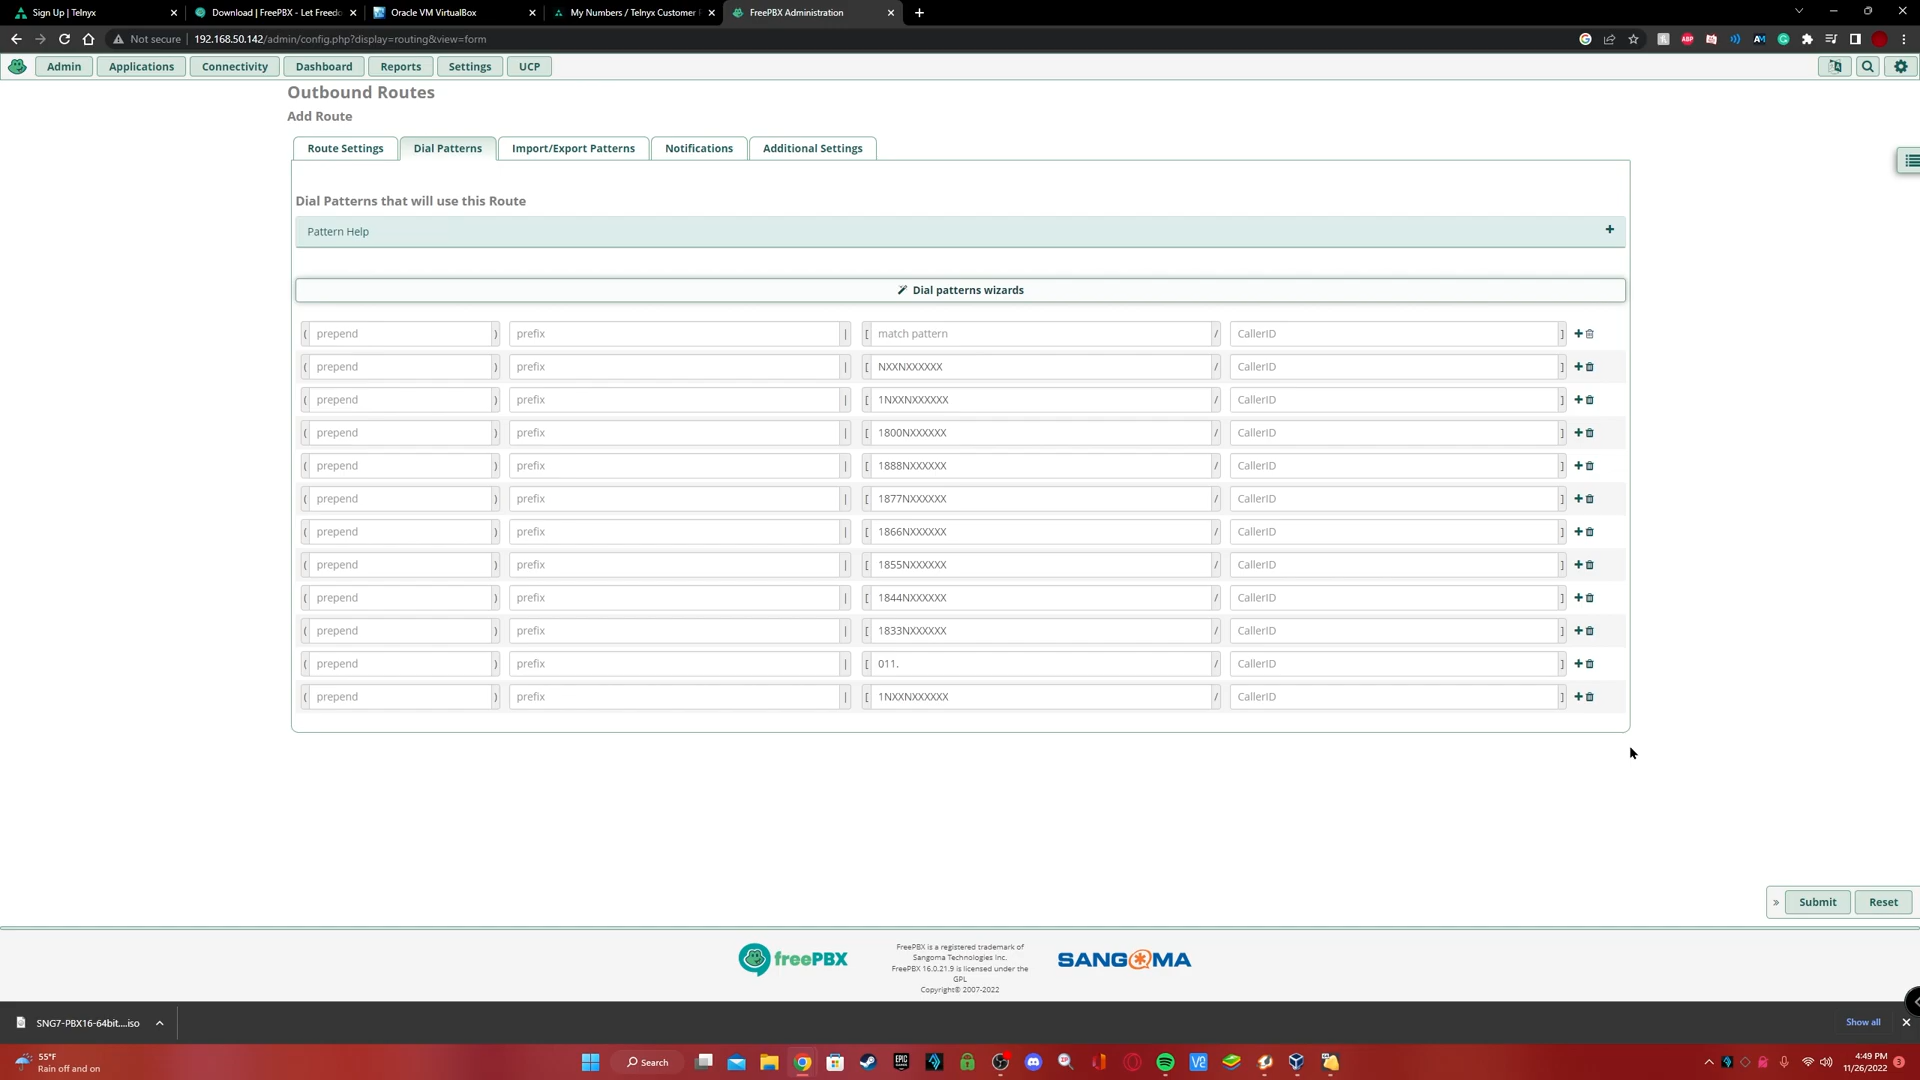 Sign Up | Telnyx
Download | FreePBX - Let Freedo
Oracle VM VirtualBox
My Numbers / Telnyx Customer
FreePBX Administration
Not secure 192.168.50.142/admin/config.php?display=routing&view=form
Admin Applications Connectivity Dashboard Reports Settings UCP
Outbound Routes
Add Route
Route Settings Dial Patterns Import/Export Patterns Notifications Additional Settings
Dial Patterns that will use this Route
Pattern Help +
Dial patterns wizards
( prepend ) prefix | [ match pattern / CallerID ] +
( prepend ) prefix | [ NXXNXXXXXX / CallerID ] +
( prepend ) prefix | [ 1NXXNXXXXXX / CallerID ] +
( prepend ) prefix | [ 1800NXXXXXX / CallerID ] +
( prepend ) prefix | [ 1888NXXXXXX / CallerID ] +
( prepend ) prefix | [ 1877NXXXXXX / CallerID ] +
( prepend ) prefix | [ 1866NXXXXXX / CallerID ] +
( prepend ) prefix | [ 1855NXXXXXX / CallerID ] +
( prepend ) prefix | [ 1844NXXXXXX / CallerID ] +
( prepend ) prefix | [ 1833NXXXXXX / CallerID ] +
( prepend ) prefix | [ 011. / CallerID ] +
( prepend ) prefix | [ 1NXXNXXXXXX / CallerID ] +
» Submit Reset
freePBX
FreePBX is a registered trademark of
Sangoma Technologies Inc.
FreePBX 16.0.21.9 is licensed under the
GPL
Copyright© 2007-2022
SANGOMA
SNG7-PBX16-64bit....iso
Show all
55°F
Rain off and on
Search
4:49 PM
11/26/2022
3